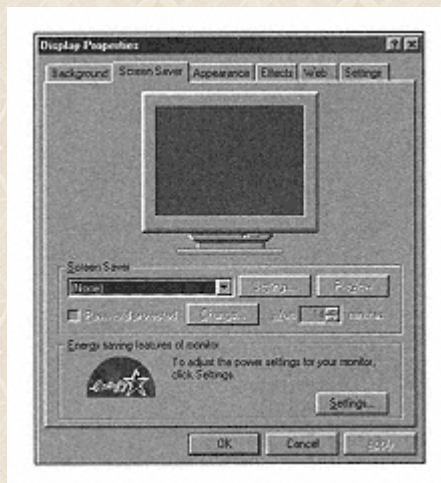 Display Properties
Background Screen Saver Appearance Effects Web Settings
Screen Saver
(None) Settings... Preview
Password protected Change... Wait: 14 minutes
Energy saving features of monitor
To adjust the power settings for your monitor,
click Settings.
energy
Settings...
OK Cancel Apply